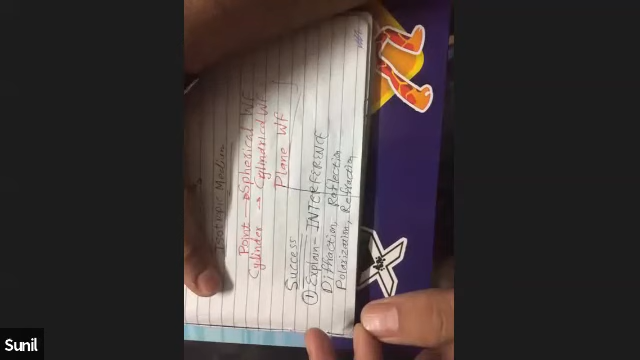 Isotropic Medium
Point → Spherical WF
Cylinder → Cylindrical WF
Plane WF
Success
① Explain - INTERFERENCE
Diffraction, Reflection
Polarization, Refraction
Sunil